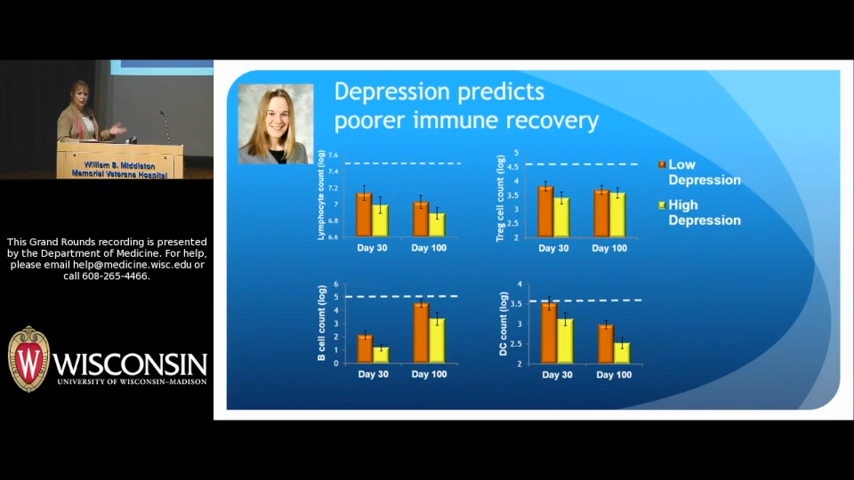 Depression predicts
poorer immune recovery
William S. Middleton
Memorial Veterans Hospital
This Grand Rounds recording is presented
by the Department of Medicine. For help,
please email help@medicine.wisc.edu or
call 608-265-4466.
W
WISCONSIN
UNIVERSITY OF WISCONSIN–MADISON
Lymphocyte count (log)
7.6
7.4
7.2
7
6.8
6.6
Day 30
Day 100
Treg cell count (log)
5
4.5
4
3.5
3
2.5
2
Day 30
Day 100
Low
Depression
High
Depression
B cell count (log)
6
5
4
3
2
1
0
Day 30
Day 100
DC count (log)
4
3.5
3
2.5
2
Day 30
Day 100